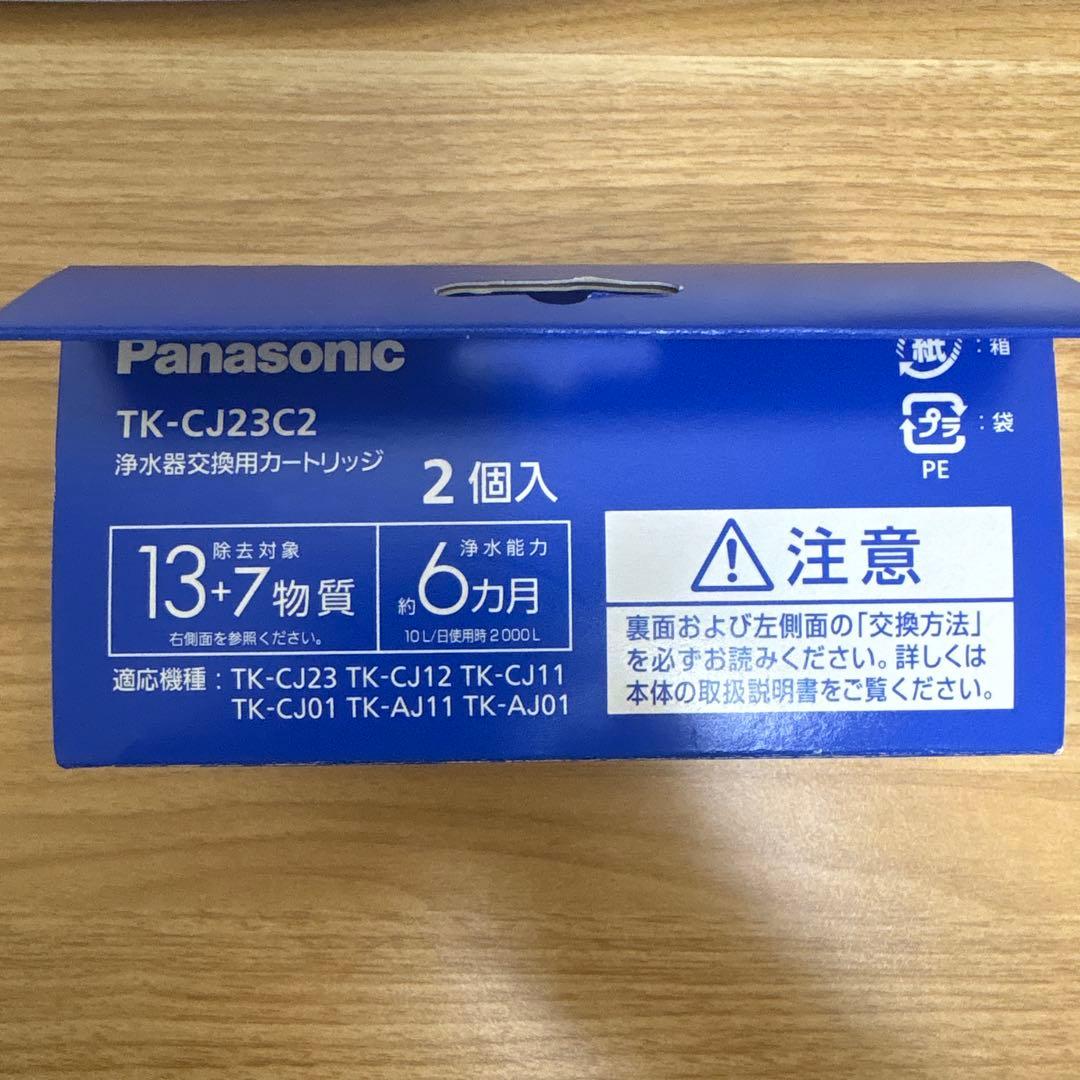 Panasonic
TK-CJ23C2
浄水器交換用カートリッジ
2個入
紙 : 箱
プラ : 袋
PE
除去対象
13+7物質
右側面を参照ください。
浄水能力
約6カ月
10L/日使用時2000L
適応機種 : TK-CJ23 TK-CJ12 TK-CJ11
TK-CJ01 TK-AJ11 TK-AJ01
注意
裏面および左側面の「交換方法」
を必ずお読みください。詳しくは
本体の取扱説明書をご覧ください。